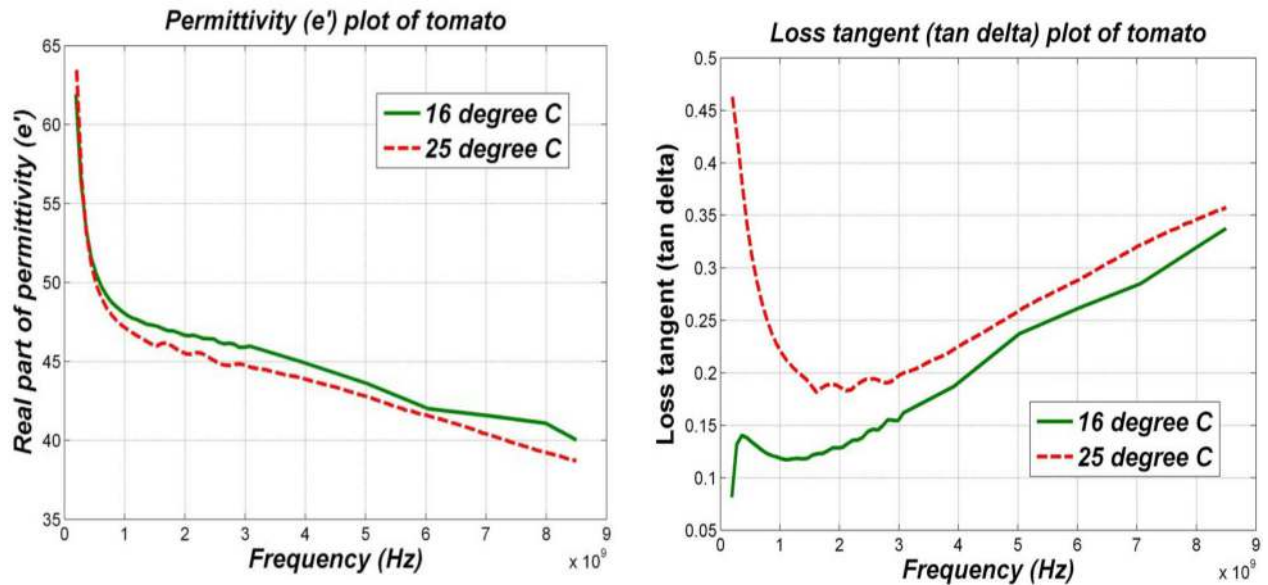 Permittivity (e') plot of tomato
65
60
55
50
45
40
35
Real part of permittivity (e')
16 degree C
25 degree C
0 1 2 3 4 5 6 7 8 9
Frequency (Hz)
x 10^9
Loss tangent (tan delta) plot of tomato
0.5
0.45
0.4
0.35
0.3
0.25
0.2
0.15
0.1
0.05
Loss tangent (tan delta)
16 degree C
25 degree C
0 1 2 3 4 5 6 7 8 9
Frequency (Hz)
x 10^9